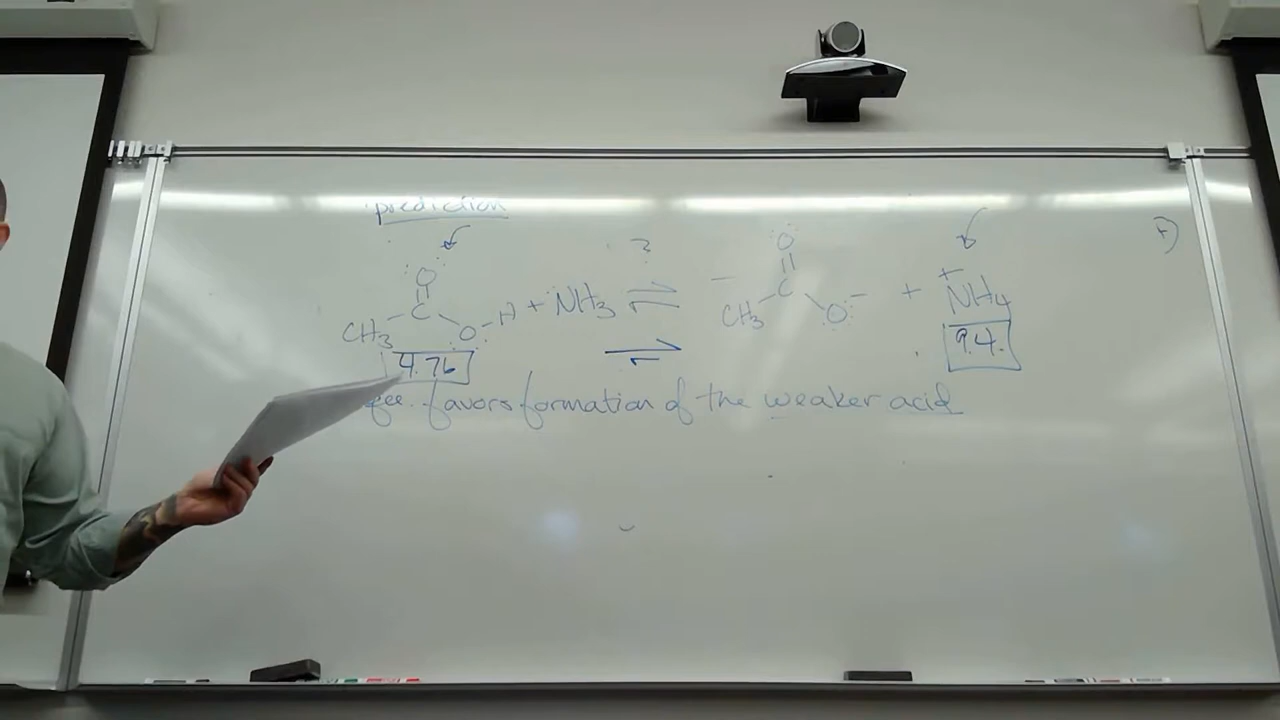 prediction
O ? O F)
CH3 C O-H + NH3 ⇌ CH3 C O⁻ + ⁺NH4
4.76 ⇌ 9.4.
favors formation of the weaker acid